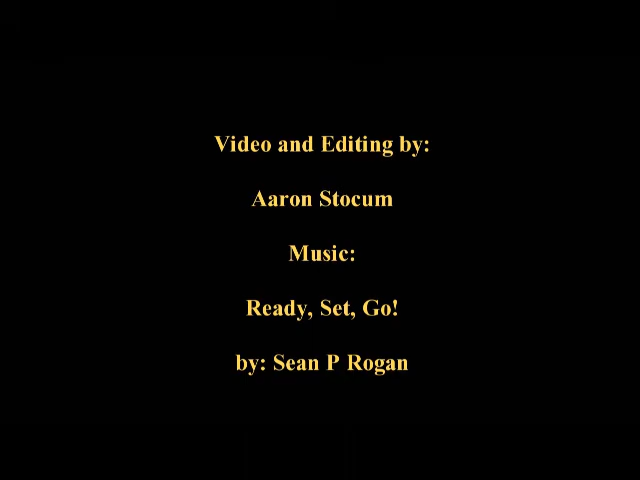 Video and Editing by:
Aaron Stocum
Music:
Ready, Set, Go!
by: Sean P Rogan